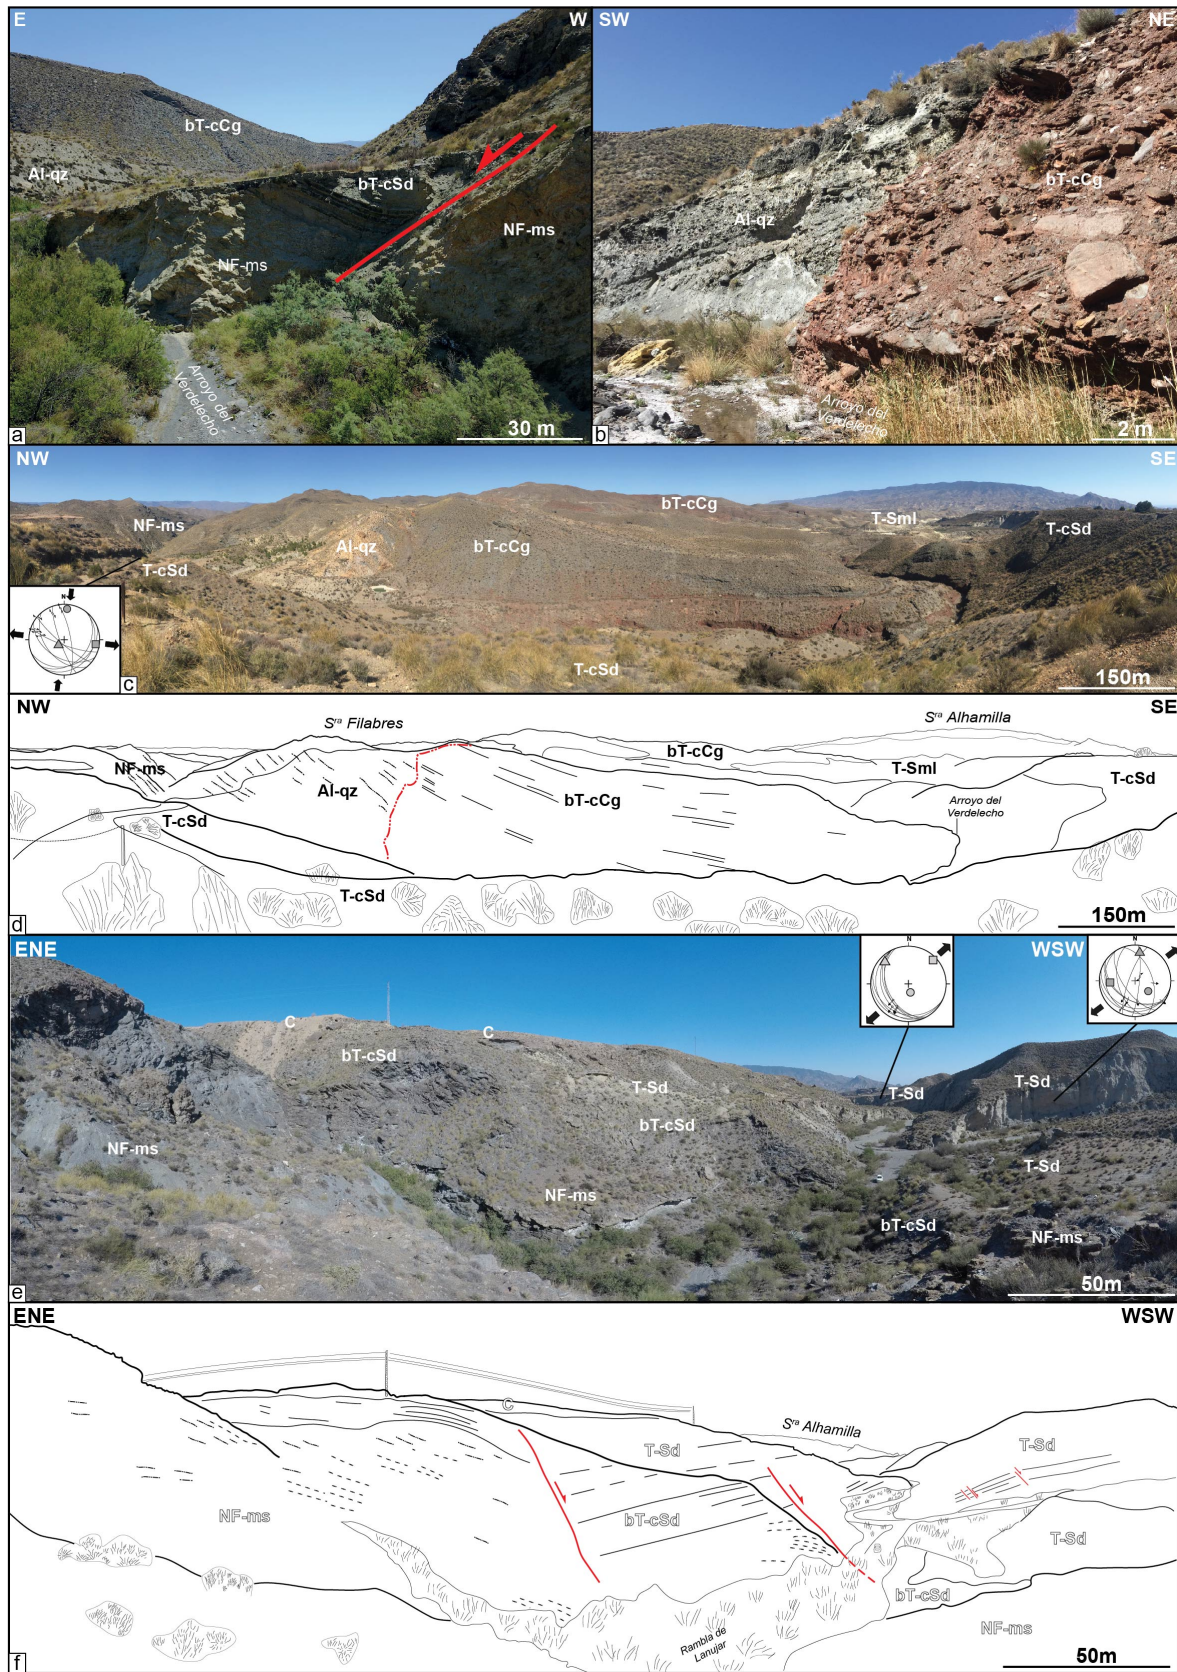 E
W
bT-cCg
Al-qz
bT-cSd
NF-ms
NF-ms
Arroyo del
Verdelecho
30 m
a
SW
NE
bT-cCg
Al-qz
Arroyo del
Verdelecho
2 m
b
NW
SE
bT-cCg
NF-ms
T-Sml
T-cSd
Al-qz
bT-cCg
T-cSd
N
T-cSd
150m
c
NW
SE
Sra Filabres
Sra Alhamilla
bT-cCg
NF-ms
T-Sml
Al-qz
T-cSd
bT-cCg
Arroyo del
Verdelecho
T-cSd
T-cSd
150m
d
ENE
WSW
N
N
C
C
bT-cSd
T-Sd
T-Sd
T-Sd
bT-cSd
NF-ms
T-Sd
NF-ms
bT-cSd
NF-ms
50m
e
ENE
WSW
C
Sra Alhamilla
T-Sd
T-Sd
NF-ms
bT-cSd
T-Sd
bT-cSd
NF-ms
Rambla de
Lanujar
50m
f